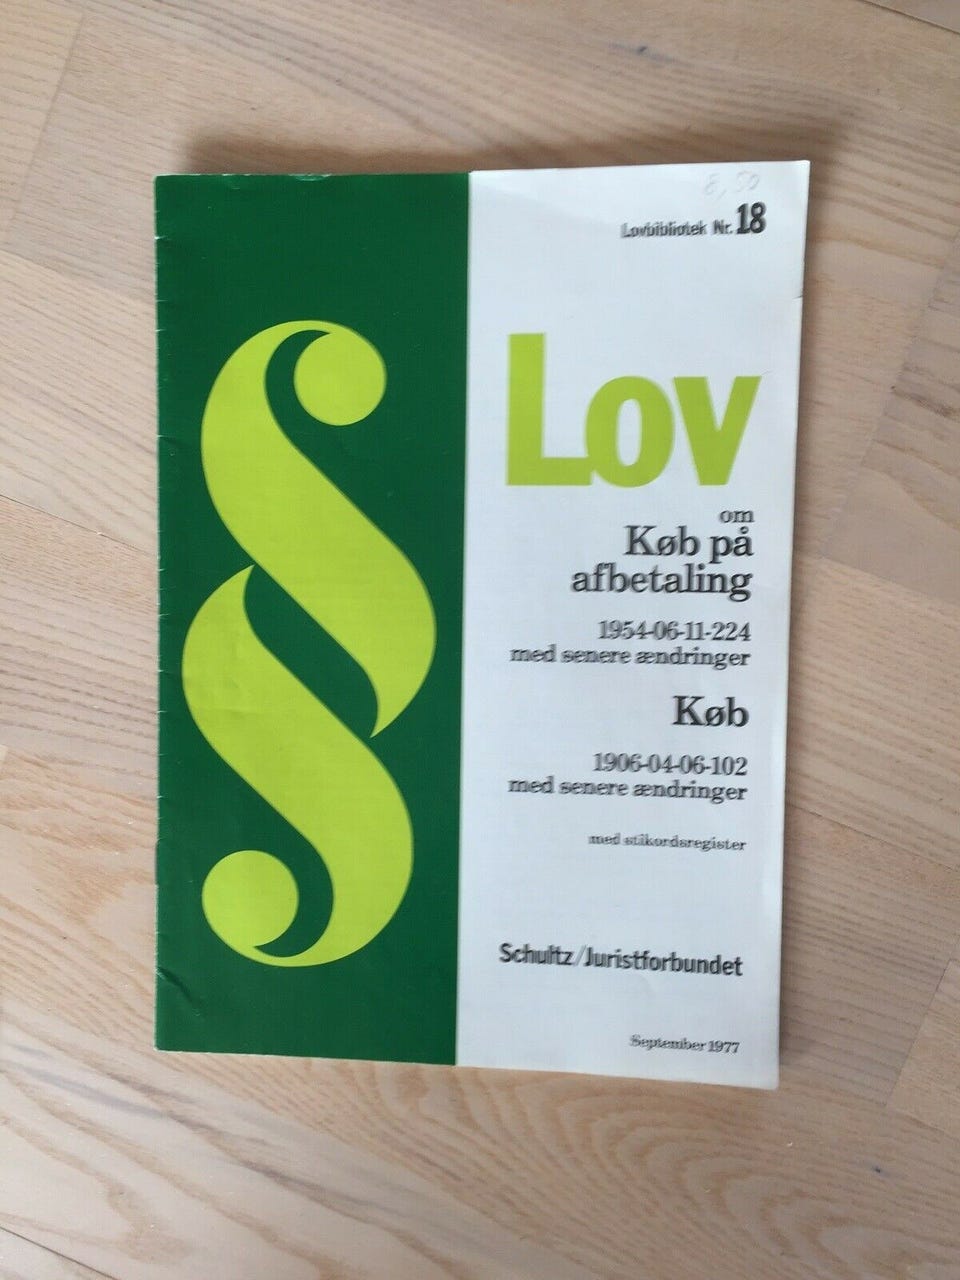 8,50
Lovbibliotek Nr. 18
§
Lov
om
Køb på
afbetaling
1954-06-11-224
med senere ændringer
Køb
1906-04-06-102
med senere ændringer
med stikordsregister
Schultz/Juristforbundet
September 1977